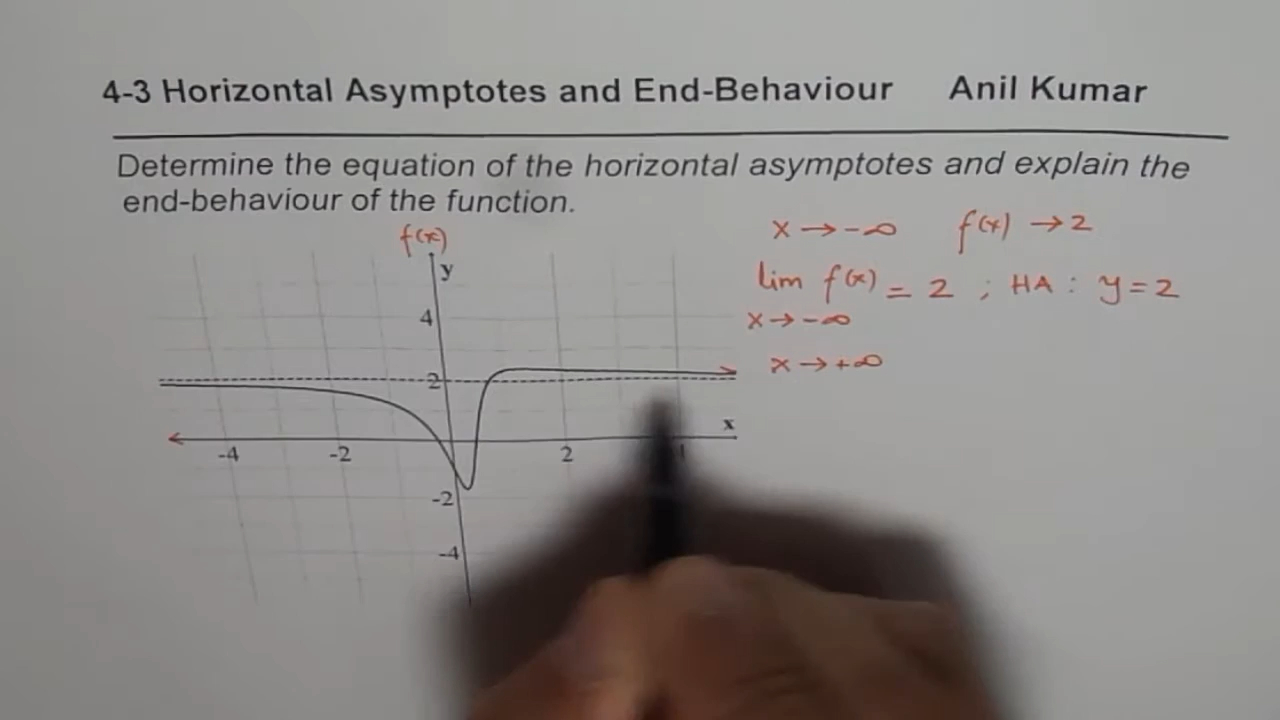 4-3 Horizontal Asymptotes and End-Behaviour Anil Kumar
Determine the equation of the horizontal asymptotes and explain the
end-behaviour of the function.
x → -∞ f(x) → 2
lim f(x) = 2 ; HA : y = 2
x → -∞
x → +∞
f(x)
y
4
2
x
-4 -2 2
-2
-4